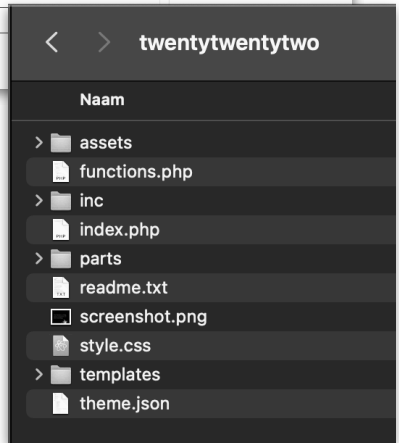 twentytwentytwo
Naam
assets
functions.php
inc
index.php
parts
readme.txt
screenshot.png
style.css
templates
theme.json